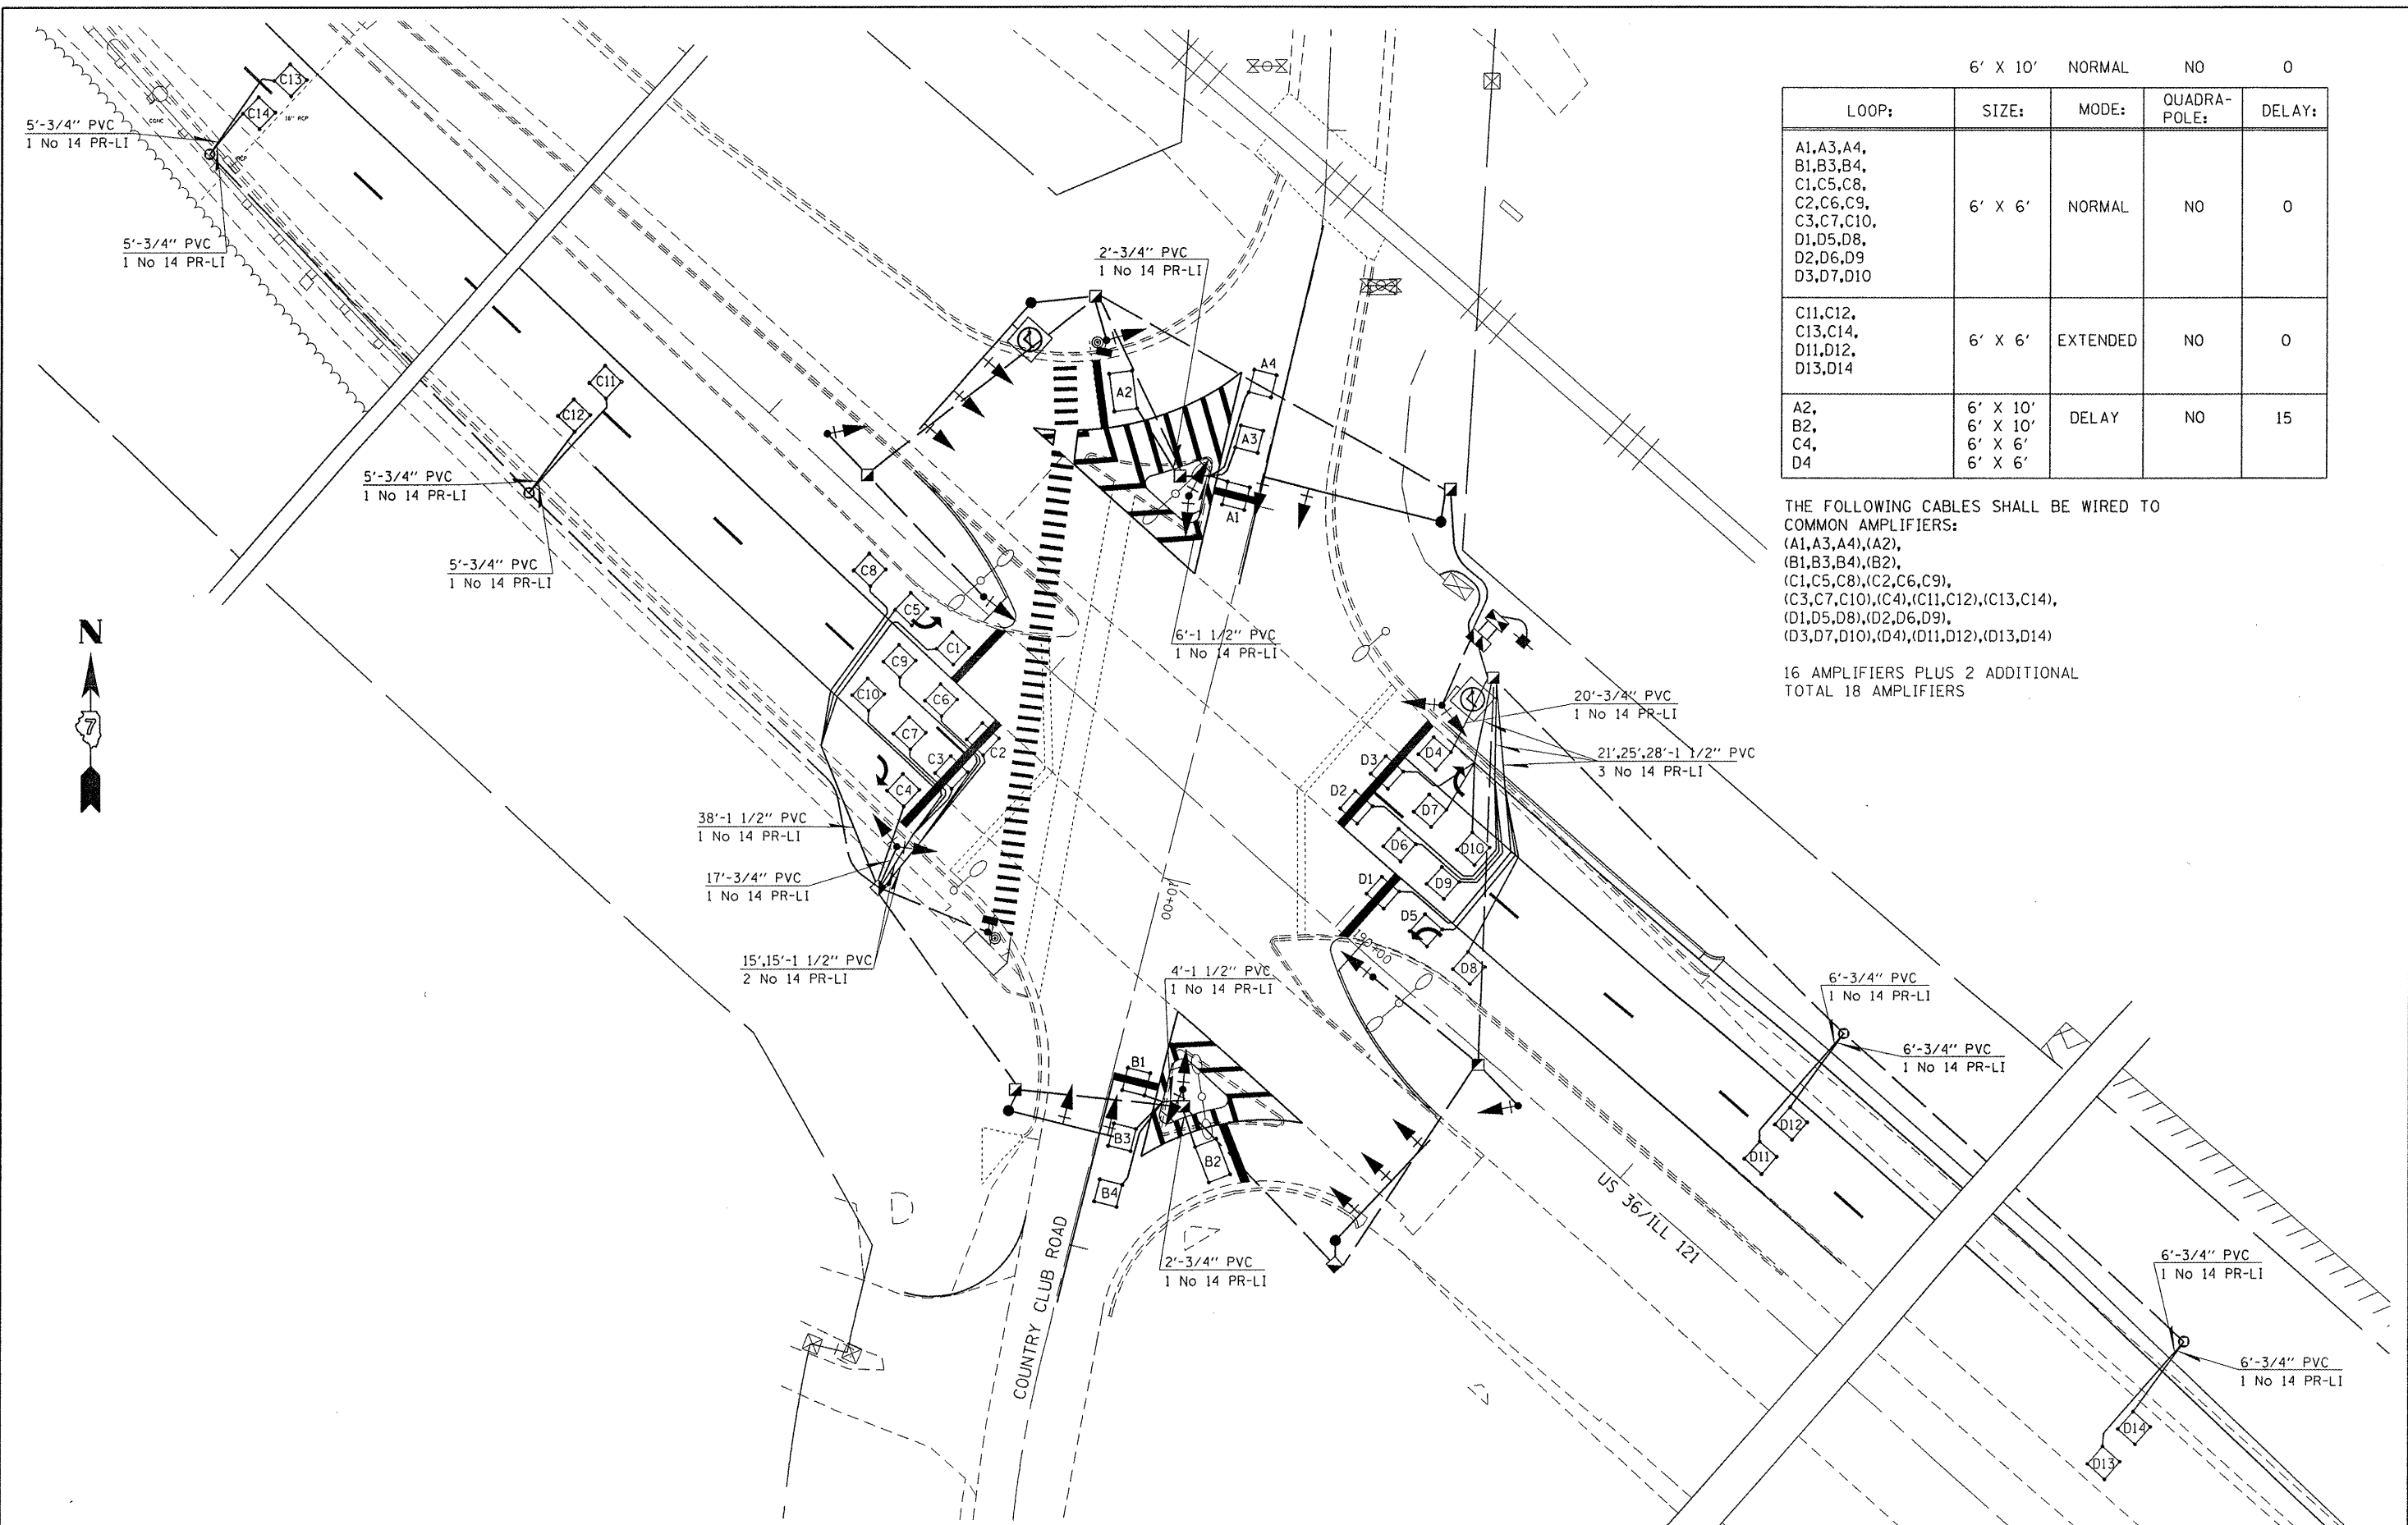 6' X 10' NORMAL NO 0
LOOP: SIZE: MODE: QUADRA-POLE: DELAY:
A1,A3,A4,
B1,B3,B4,
C1,C5,C8,
C2,C6,C9,
C3,C7,C10,
D1,D5,D8,
D2,D6,D9
D3,D7,D10
6' X 6' NORMAL NO 0
C11,C12,
C13,C14,
D11,D12,
D13,D14
6' X 6' EXTENDED NO 0
A2, 6' X 10'
B2, 6' X 10'
C4, 6' X 6'
D4 6' X 6'
DELAY NO 15
THE FOLLOWING CABLES SHALL BE WIRED TO
COMMON AMPLIFIERS:
(A1,A3,A4),(A2),
(B1,B3,B4),(B2),
(C1,C5,C8),(C2,C6,C9),
(C3,C7,C10),(C4),(C11,C12),(C13,C14),
(D1,D5,D8),(D2,D6,D9),
(D3,D7,D10),(D4),(D11,D12),(D13,D14)
16 AMPLIFIERS PLUS 2 ADDITIONAL
TOTAL 18 AMPLIFIERS
C13
C14
18" RCP
CONC
RCP
5'-3/4" PVC
1 No 14 PR-LI
5'-3/4" PVC
1 No 14 PR-LI
2'-3/4" PVC
1 No 14 PR-LI
C11
C12
5'-3/4" PVC
1 No 14 PR-LI
5'-3/4" PVC
1 No 14 PR-LI
A4
A2
A3
A1
6'-1 1/2" PVC
1 No 14 PR-LI
N
7
C8
C5
C1
C9
C10
C6
C7
C2
C3
C4
38'-1 1/2" PVC
1 No 14 PR-LI
17'-3/4" PVC
1 No 14 PR-LI
15',15'-1 1/2" PVC
2 No 14 PR-LI
20'-3/4" PVC
1 No 14 PR-LI
21',25',28'-1 1/2" PVC
3 No 14 PR-LI
D4
D3
D2
D7
D6
D10
D1
D9
D5
D8
10+00
190+00
4'-1 1/2" PVC
1 No 14 PR-LI
B1
B3
B2
B4
2'-3/4" PVC
1 No 14 PR-LI
COUNTRY CLUB ROAD
US 36/ILL 121
6'-3/4" PVC
1 No 14 PR-LI
6'-3/4" PVC
1 No 14 PR-LI
D12
D11
6'-3/4" PVC
1 No 14 PR-LI
6'-3/4" PVC
1 No 14 PR-LI
D14
D13